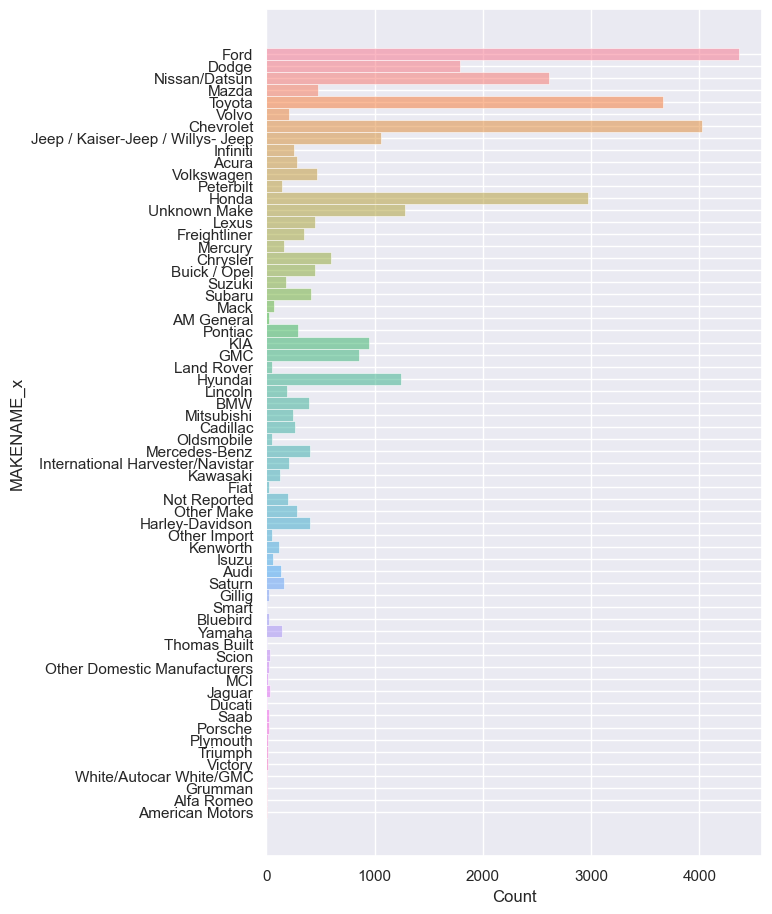 Ford
Dodge
Nissan/Datsun
Mazda
Toyota
Volvo
Chevrolet
Jeep / Kaiser-Jeep / Willys- Jeep
Infiniti
Acura
Volkswagen
Peterbilt
Honda
Unknown Make
Lexus
Freightliner
Mercury
Chrysler
Buick / Opel
Suzuki
Subaru
Mack
AM General
Pontiac
KIA
GMC
Land Rover
Hyundai
Lincoln
BMW
Mitsubishi
Cadillac
Oldsmobile
Mercedes-Benz
International Harvester/Navistar
Kawasaki
Fiat
Not Reported
Other Make
Harley-Davidson
Other Import
Kenworth
Isuzu
Audi
Saturn
Gillig
Smart
Bluebird
Yamaha
Thomas Built
Scion
Other Domestic Manufacturers
MCI
Jaguar
Ducati
Saab
Porsche
Plymouth
Triumph
Victory
White/Autocar White/GMC
Grumman
Alfa Romeo
American Motors
MAKENAME_x
0 1000 2000 3000 4000
Count